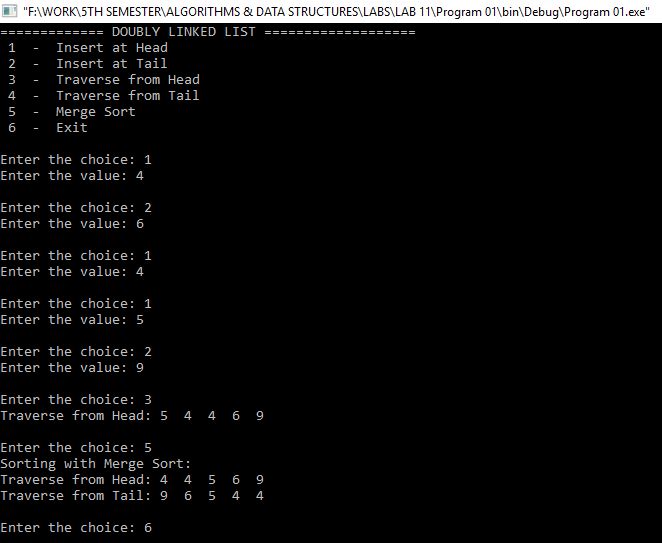 "F:\WORK\5TH SEMESTER\ALGORITHMS & DATA STRUCTURES\LABS\LAB 11\Program 01\bin\Debug\Program 01.exe"
============= DOUBLY LINKED LIST ===================
1 - Insert at Head
2 - Insert at Tail
3 - Traverse from Head
4 - Traverse from Tail
5 - Merge Sort
6 - Exit
Enter the choice: 1
Enter the value: 4
Enter the choice: 2
Enter the value: 6
Enter the choice: 1
Enter the value: 4
Enter the choice: 1
Enter the value: 5
Enter the choice: 2
Enter the value: 9
Enter the choice: 3
Traverse from Head: 5 4 4 6 9
Enter the choice: 5
Sorting with Merge Sort:
Traverse from Head: 4 4 5 6 9
Traverse from Tail: 9 6 5 4 4
Enter the choice: 6